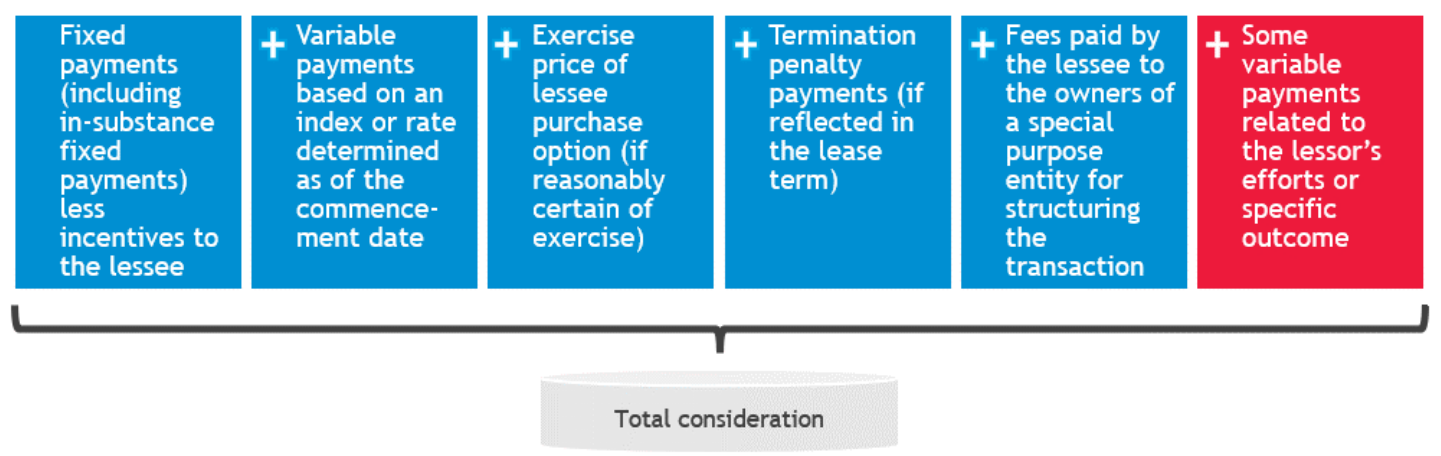 Fixed
payments
(including
in-substance
fixed
payments)
less
incentives to
the lessee
+ Variable
payments
based on an
index or rate
determined
as of the
commence-
ment date
+ Exercise
price of
lessee
purchase
option (if
reasonably
certain of
exercise)
+ Termination
penalty
payments (if
reflected in
the lease
term)
+ Fees paid by
the lessee to
the owners of
a special
purpose
entity for
structuring
the
transaction
+ Some
variable
payments
related to
the lessor’s
efforts or
specific
outcome
Total consideration